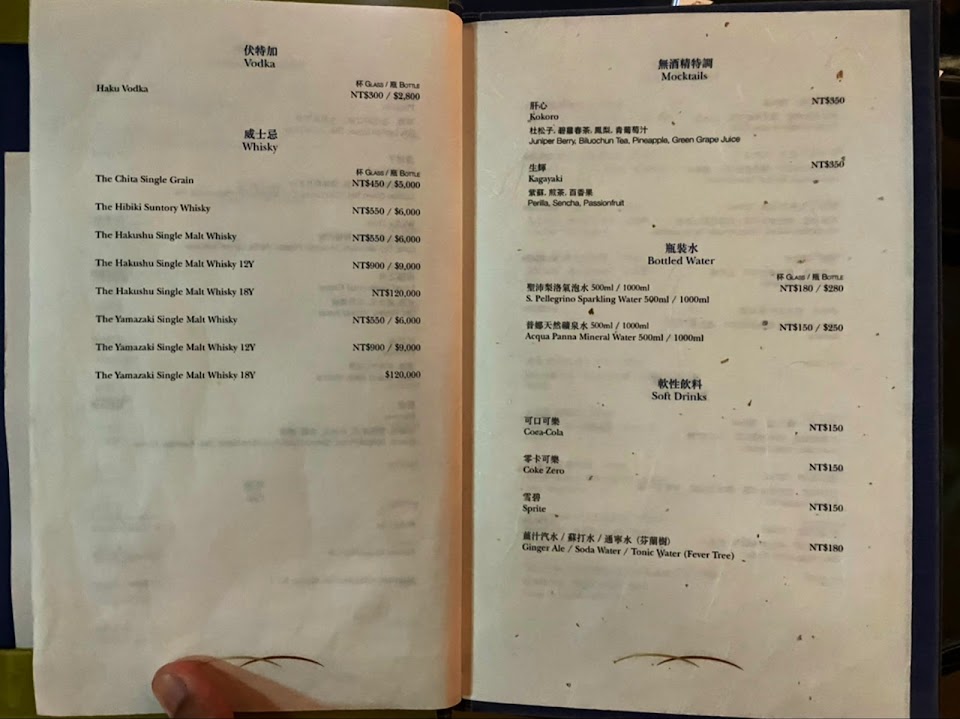 伏特加
Vodka
杯 GLASS / 瓶 BOTTLE
Haku Vodka NT$300 / $2,800
威士忌
Whisky
杯 GLASS / 瓶 BOTTLE
The Chita Single Grain NT$450 / $5,000
The Hibiki Suntory Whisky NT$550 / $6,000
The Hakushu Single Malt Whisky NT$550 / $6,000
The Hakushu Single Malt Whisky 12Y NT$900 / $9,000
The Hakushu Single Malt Whisky 18Y NT$120,000
The Yamazaki Single Malt Whisky NT$550 / $6,000
The Yamazaki Single Malt Whisky 12Y NT$900 / $9,000
The Yamazaki Single Malt Whisky 18Y $120,000
無酒精特調
Mocktails
肝心 NT$350
Kokoro
杜松子, 碧蘿春茶, 鳳梨, 青葡萄汁
Juniper Berry, Biluochun Tea, Pineapple, Green Grape Juice
生輝 NT$350
Kagayaki
紫蘇, 煎茶, 百香果
Perilla, Sencha, Passionfruit
瓶裝水
Bottled Water
杯 GLASS / 瓶 BOTTLE
聖沛黎洛氣泡水 500ml / 1000ml NT$180 / $280
S. Pellegrino Sparkling Water 500ml / 1000ml
普娜天然礦泉水 500ml / 1000ml NT$150 / $250
Acqua Panna Mineral Water 500ml / 1000ml
軟性飲料
Soft Drinks
可口可樂
Coca-Cola NT$150
零卡可樂
Coke Zero NT$150
雪碧
Sprite NT$150
薑汁汽水 / 蘇打水 / 通寧水 (芬蘭樹)
Ginger Ale / Soda Water / Tonic Water (Fever Tree) NT$180